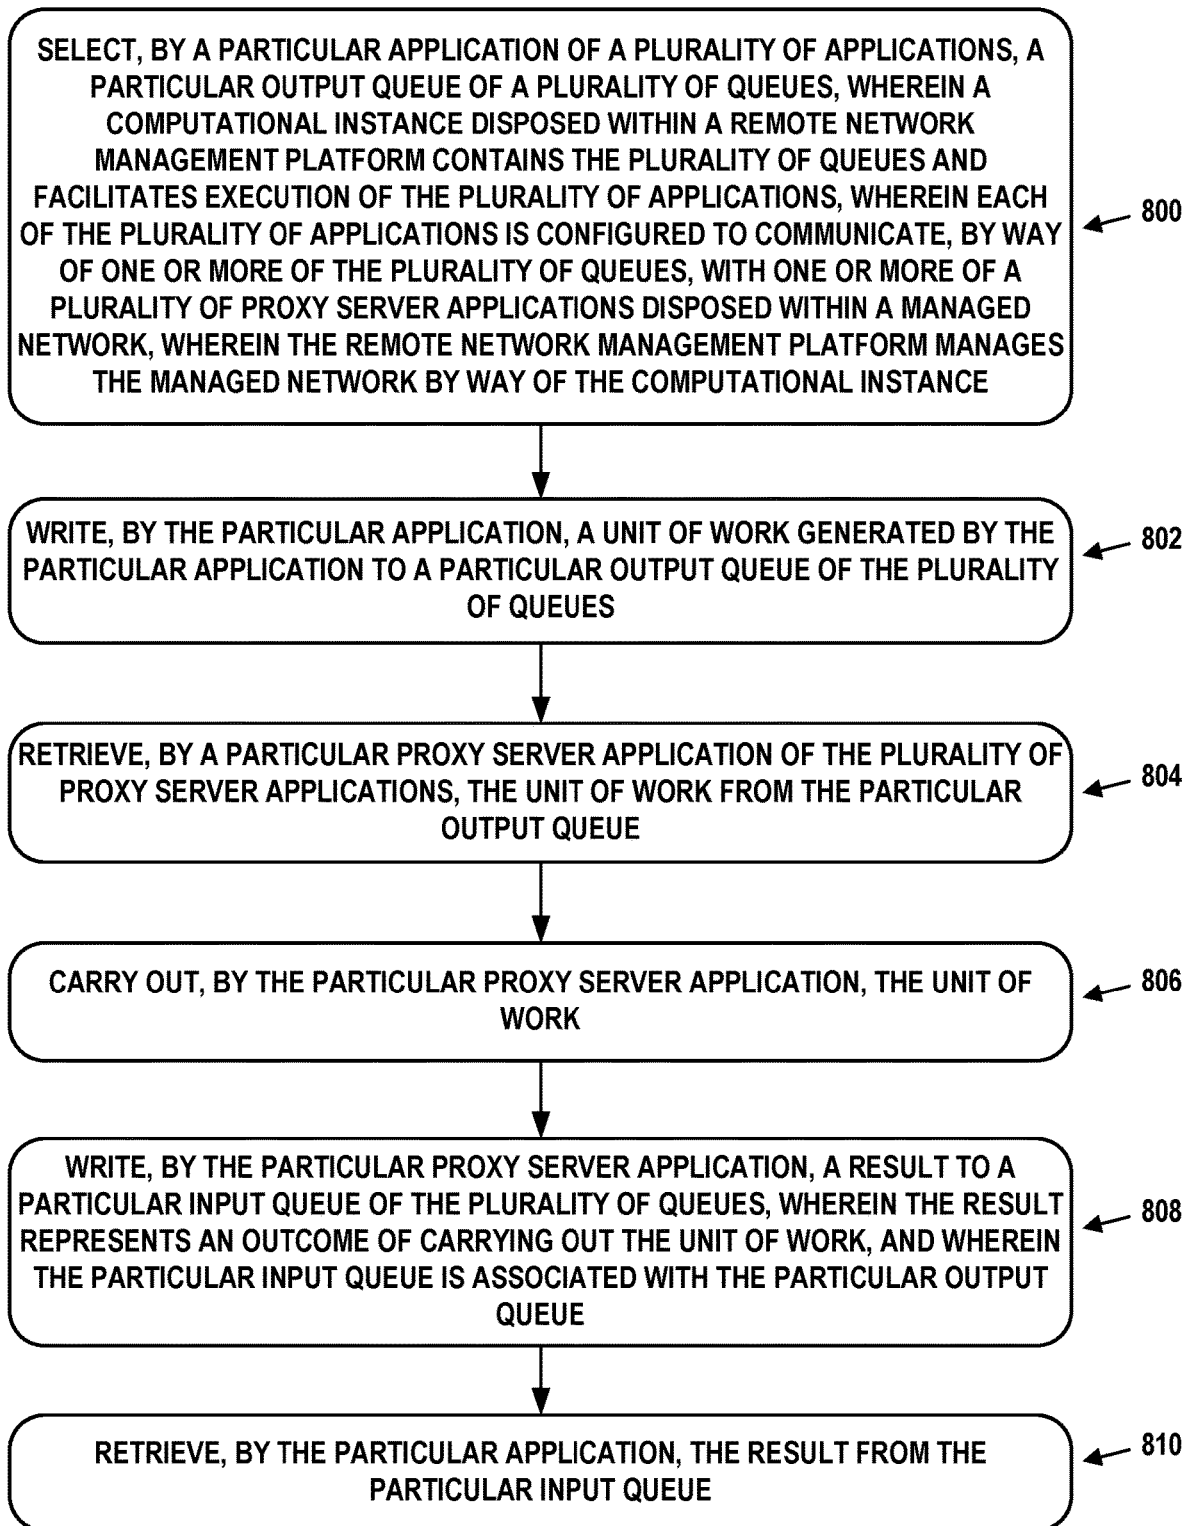 SELECT, BY A PARTICULAR APPLICATION OF A PLURALITY OF APPLICATIONS, A
PARTICULAR OUTPUT QUEUE OF A PLURALITY OF QUEUES, WHEREIN A
COMPUTATIONAL INSTANCE DISPOSED WITHIN A REMOTE NETWORK
MANAGEMENT PLATFORM CONTAINS THE PLURALITY OF QUEUES AND
FACILITATES EXECUTION OF THE PLURALITY OF APPLICATIONS, WHEREIN EACH
OF THE PLURALITY OF APPLICATIONS IS CONFIGURED TO COMMUNICATE, BY WAY
OF ONE OR MORE OF THE PLURALITY OF QUEUES, WITH ONE OR MORE OF A
PLURALITY OF PROXY SERVER APPLICATIONS DISPOSED WITHIN A MANAGED
NETWORK, WHEREIN THE REMOTE NETWORK MANAGEMENT PLATFORM MANAGES
THE MANAGED NETWORK BY WAY OF THE COMPUTATIONAL INSTANCE
800
WRITE, BY THE PARTICULAR APPLICATION, A UNIT OF WORK GENERATED BY THE
PARTICULAR APPLICATION TO A PARTICULAR OUTPUT QUEUE OF THE PLURALITY
OF QUEUES
802
RETRIEVE, BY A PARTICULAR PROXY SERVER APPLICATION OF THE PLURALITY OF
PROXY SERVER APPLICATIONS, THE UNIT OF WORK FROM THE PARTICULAR
OUTPUT QUEUE
804
CARRY OUT, BY THE PARTICULAR PROXY SERVER APPLICATION, THE UNIT OF
WORK
806
WRITE, BY THE PARTICULAR PROXY SERVER APPLICATION, A RESULT TO A
PARTICULAR INPUT QUEUE OF THE PLURALITY OF QUEUES, WHEREIN THE RESULT
REPRESENTS AN OUTCOME OF CARRYING OUT THE UNIT OF WORK, AND WHEREIN
THE PARTICULAR INPUT QUEUE IS ASSOCIATED WITH THE PARTICULAR OUTPUT
QUEUE
808
RETRIEVE, BY THE PARTICULAR APPLICATION, THE RESULT FROM THE
PARTICULAR INPUT QUEUE
810